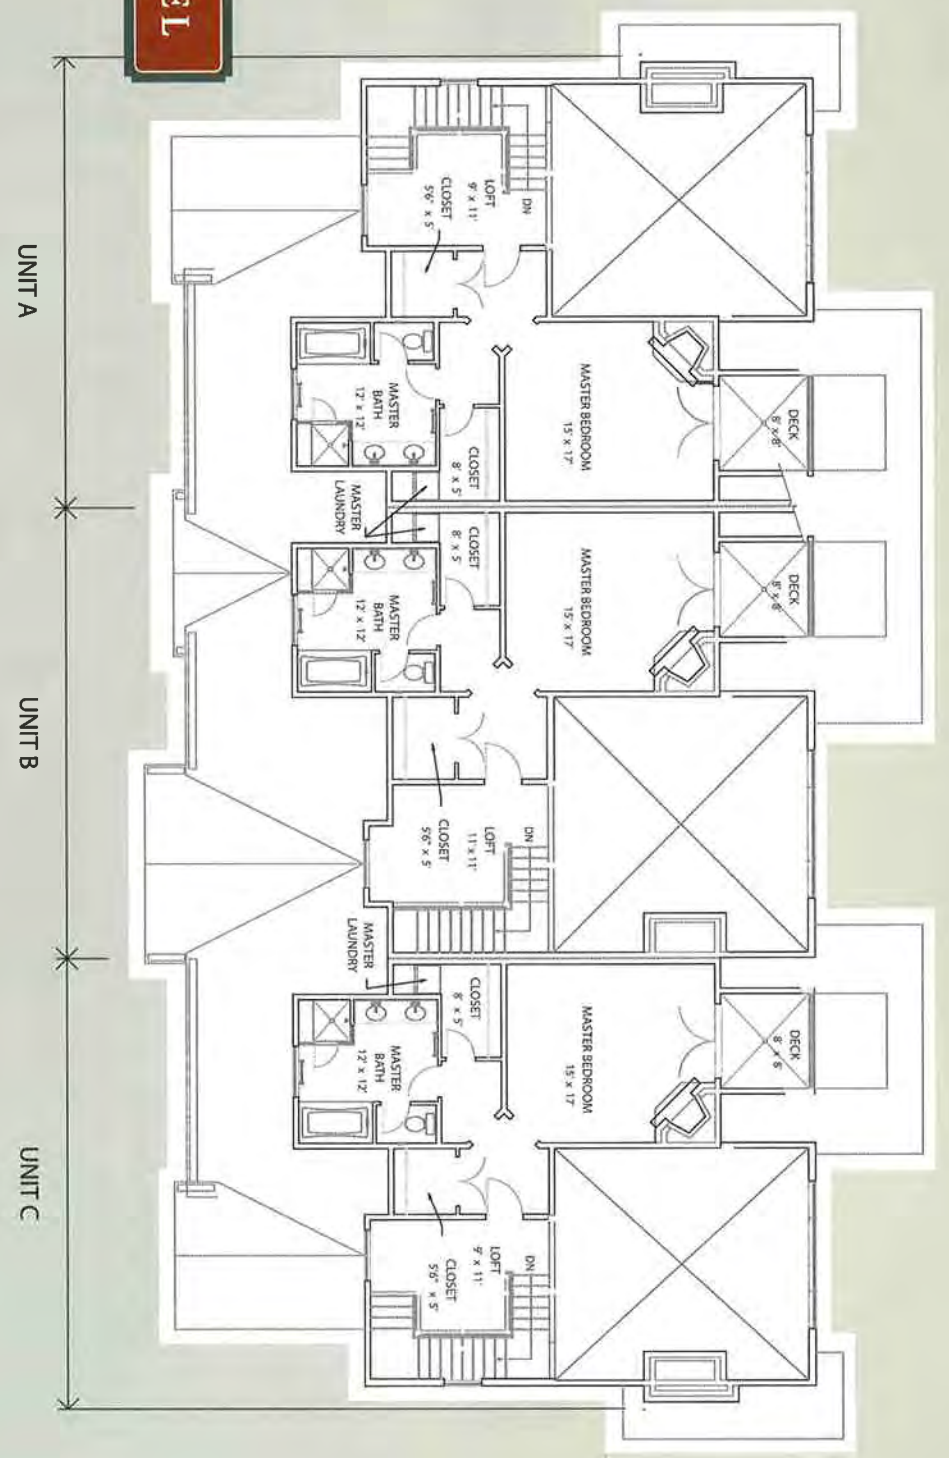 EL
UNIT A
UNIT B
UNIT C
DN
LOFT
9' x 11'
CLOSET
5'6" x 5'
MASTER
BATH
12' x 12'
CLOSET
8' x 5'
MASTER BEDROOM
15' x 17'
DECK
8' x 8'
MASTER
LAUNDRY
DECK
8' x 8'
MASTER BEDROOM
15' x 17'
CLOSET
8' x 5'
MASTER
BATH
12' x 12'
DN
LOFT
11' x 11'
CLOSET
5'6" x 5'
MASTER
LAUNDRY
CLOSET
8' x 5'
MASTER BEDROOM
15' x 17'
DECK
8' x 8'
MASTER
BATH
12' x 12'
DN
LOFT
9' x 11'
CLOSET
5'6" x 5'